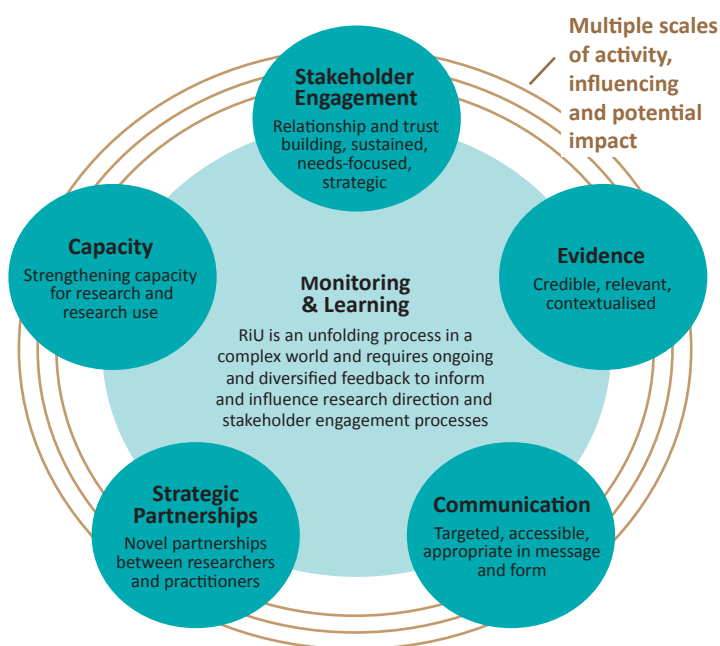 Multiple scales
of activity,
influencing
and potential
impact
Stakeholder
Engagement
Relationship and trust
building, sustained,
needs-focused,
strategic
Capacity
Strengthening capacity
for research and
research use
Evidence
Credible, relevant,
contextualised
Monitoring
& Learning
RiU is an unfolding process in a
complex world and requires ongoing
and diversified feedback to inform
and influence research direction and
stakeholder engagement processes
Strategic
Partnerships
Novel partnerships
between researchers
and practitioners
Communication
Targeted, accessible,
appropriate in message
and form